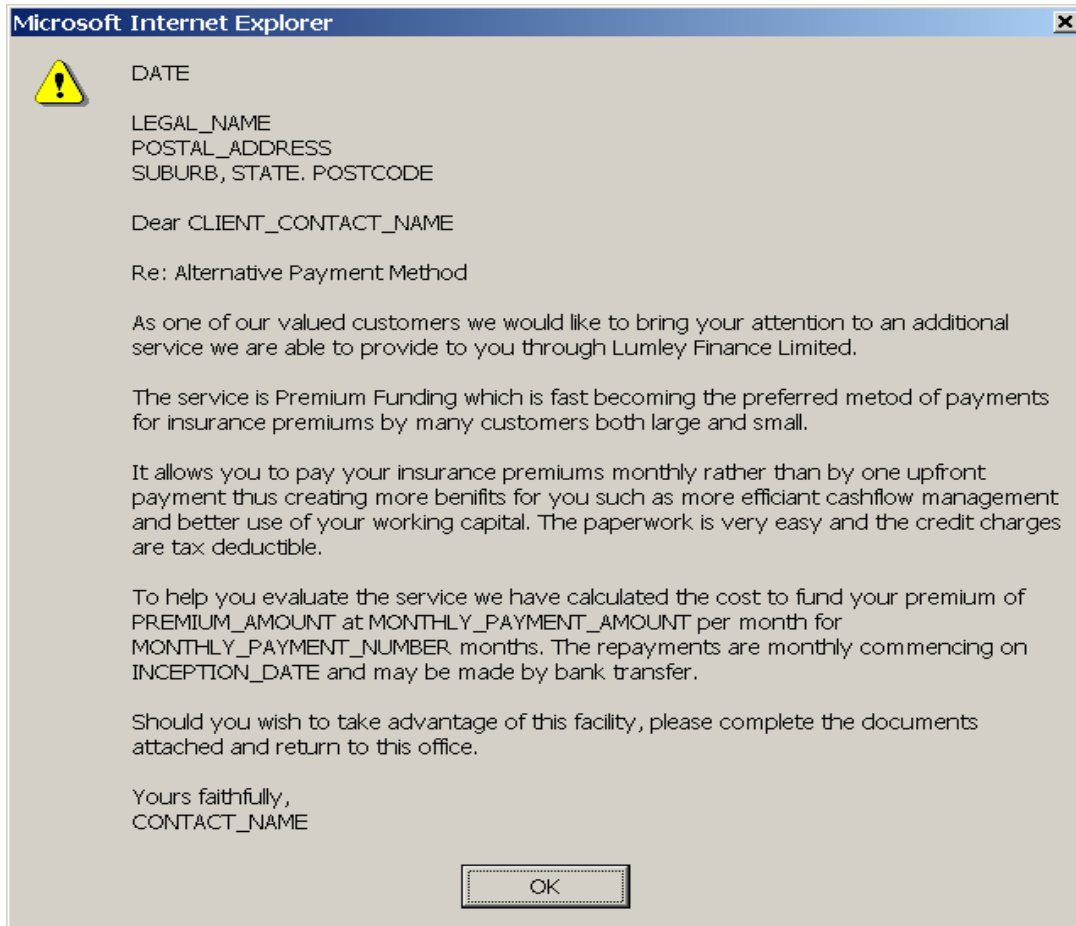 Microsoft Internet Explorer
DATE
LEGAL_NAME
POSTAL_ADDRESS
SUBURB, STATE. POSTCODE
Dear CLIENT_CONTACT_NAME
Re: Alternative Payment Method
As one of our valued customers we would like to bring your attention to an additional
service we are able to provide to you through Lumley Finance Limited.
The service is Premium Funding which is fast becoming the preferred metod of payments
for insurance premiums by many customers both large and small.
It allows you to pay your insurance premiums monthly rather than by one upfront
payment thus creating more benifits for you such as more efficiant cashflow management
and better use of your working capital. The paperwork is very easy and the credit charges
are tax deductible.
To help you evaluate the service we have calculated the cost to fund your premium of
PREMIUM_AMOUNT at MONTHLY_PAYMENT_AMOUNT per month for
MONTHLY_PAYMENT_NUMBER months. The repayments are monthly commencing on
INCEPTION_DATE and may be made by bank transfer.
Should you wish to take advantage of this facility, please complete the documents
attached and return to this office.
Yours faithfully,
CONTACT_NAME
OK